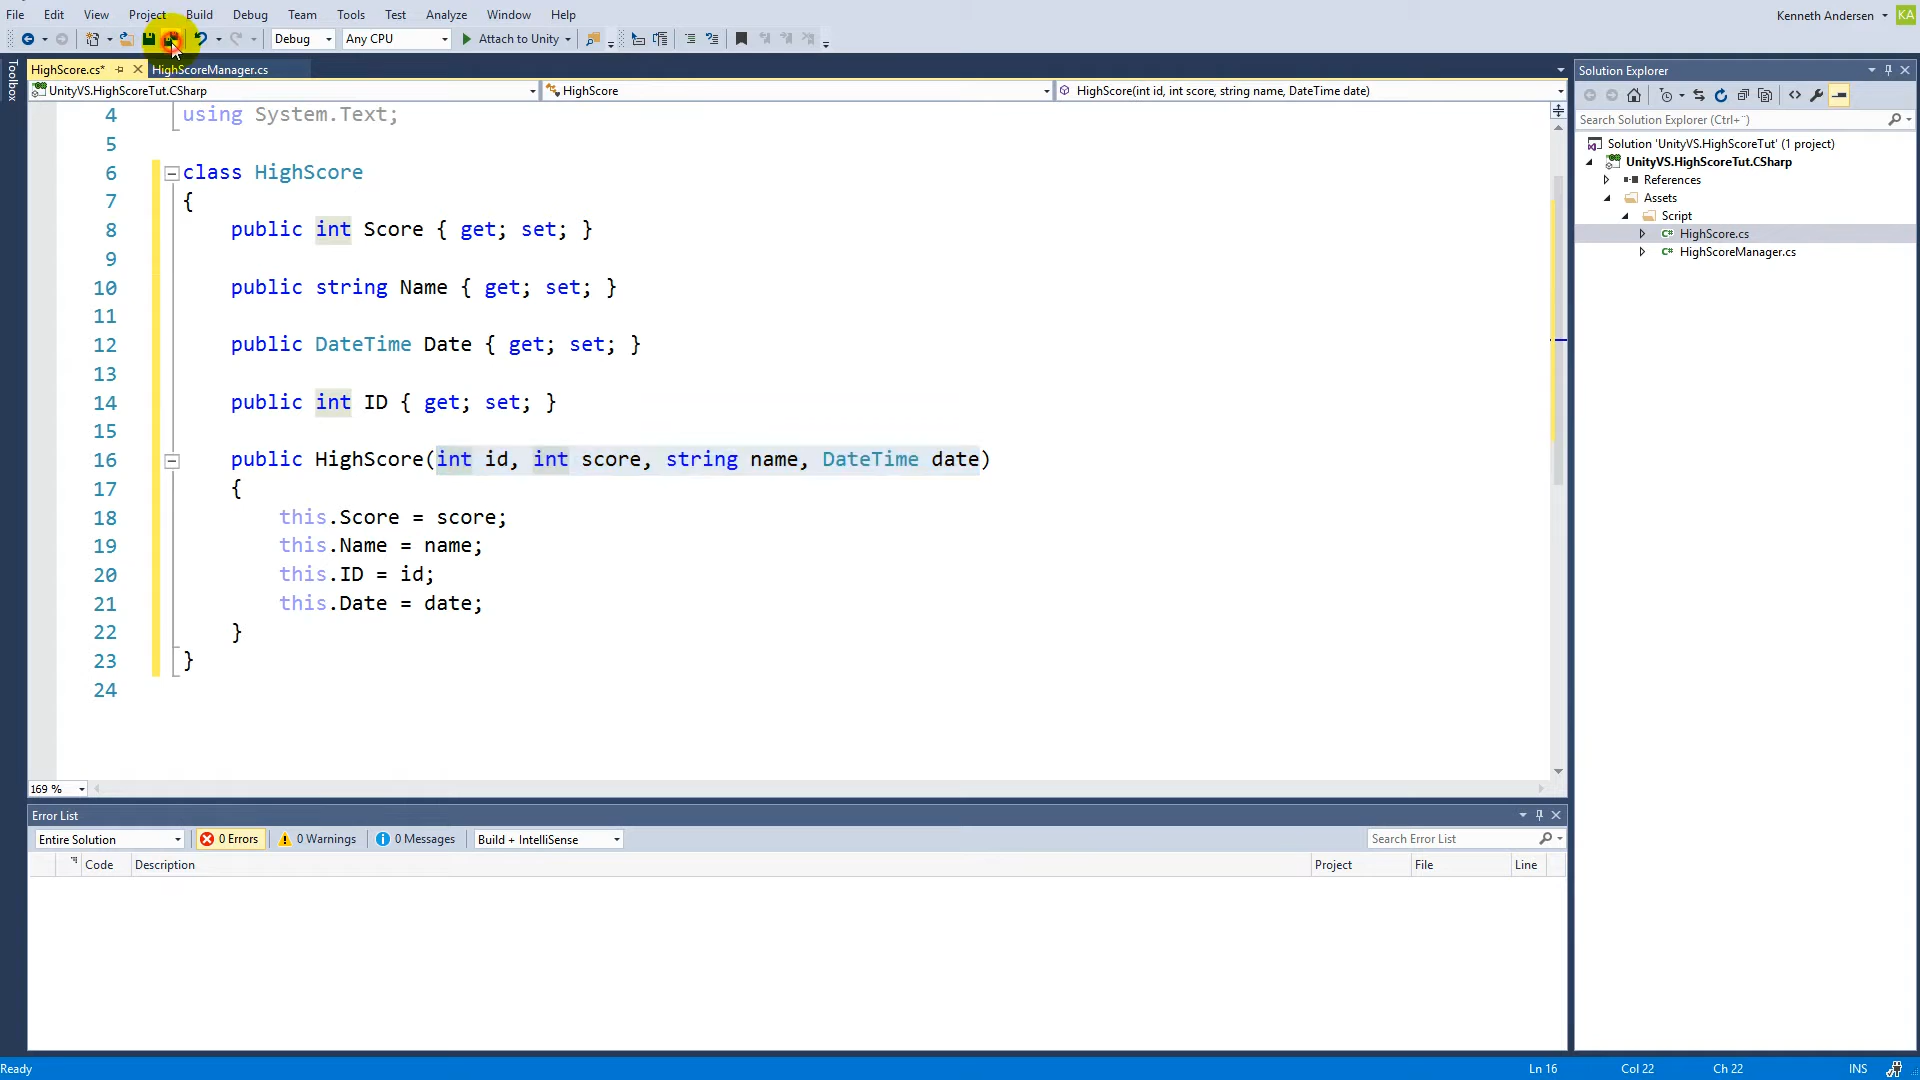 File Edit View Project Build Debug Team Tools Test Analyze Window Help Kenneth Andersen KA
Debug Any CPU Attach to Unity
Toolbox
HighScore.cs* HighScoreManager.cs
UnityVS.HighScoreTut.CSharp HighScore HighScore(int id, int score, string name, DateTime date)
4 using System.Text;
5
6 class HighScore
7 {
8 public int Score { get; set; }
9
10 public string Name { get; set; }
11
12 public DateTime Date { get; set; }
13
14 public int ID { get; set; }
15
16 public HighScore(int id, int score, string name, DateTime date)
17 {
18 this.Score = score;
19 this.Name = name;
20 this.ID = id;
21 this.Date = date;
22 }
23 }
24
169 %
Solution Explorer
Search Solution Explorer (Ctrl+¨)
Solution 'UnityVS.HighScoreTut' (1 project)
UnityVS.HighScoreTut.CSharp
References
Assets
Script
C# HighScore.cs
C# HighScoreManager.cs
Error List
Entire Solution 0 Errors 0 Warnings 0 Messages Build + IntelliSense Search Error List
Code Description Project File Line
Ready Ln 16 Col 22 Ch 22 INS